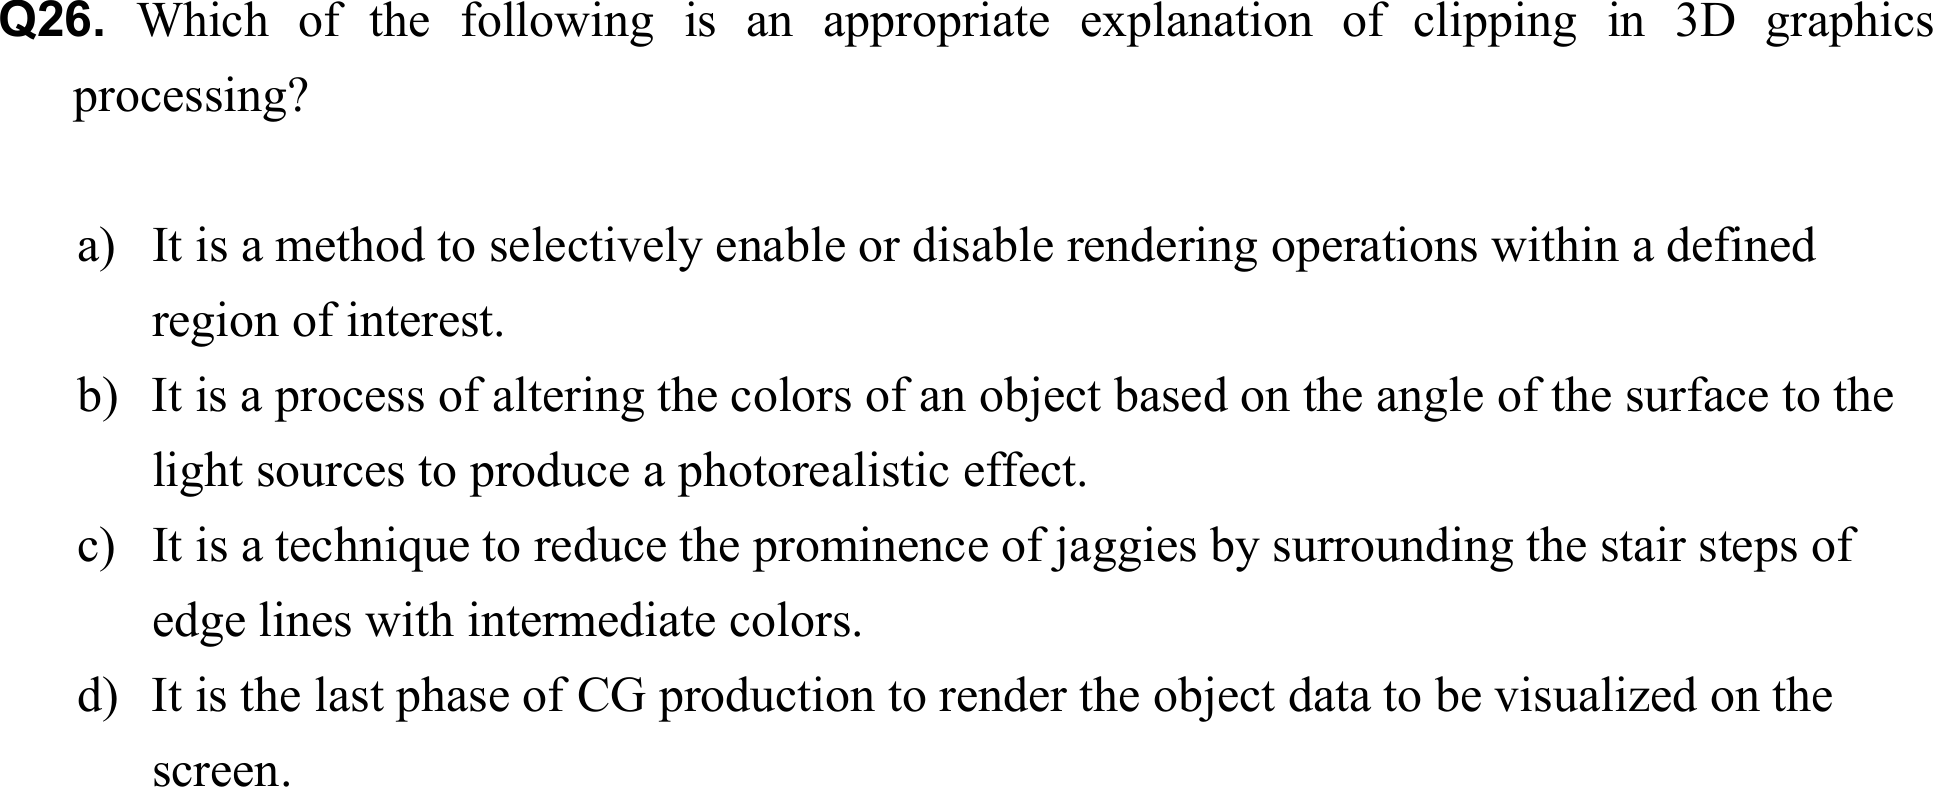 Q26. Which of the following is an appropriate explanation of clipping in 3D graphics
processing?
a) It is a method to selectively enable or disable rendering operations within a defined
region of interest.
b) It is a process of altering the colors of an object based on the angle of the surface to the
light sources to produce a photorealistic effect.
c) It is a technique to reduce the prominence of jaggies by surrounding the stair steps of
edge lines with intermediate colors.
d) It is the last phase of CG production to render the object data to be visualized on the
screen.